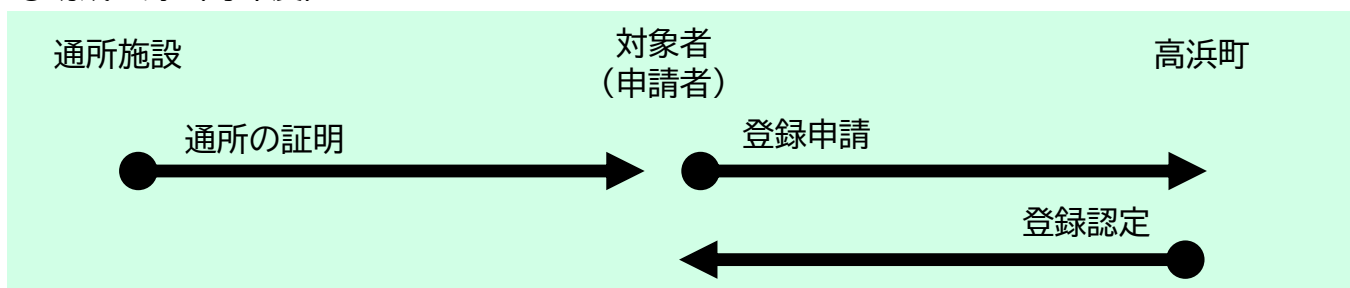 通所施設
対象者
（申請者）
高浜町
通所の証明
登録申請
登録認定